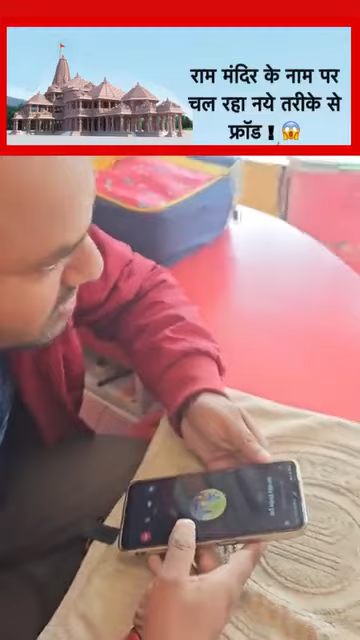 राम मंदिर के नाम पर
चल रहा नये तरीके से
फ्रॉड ! 😱